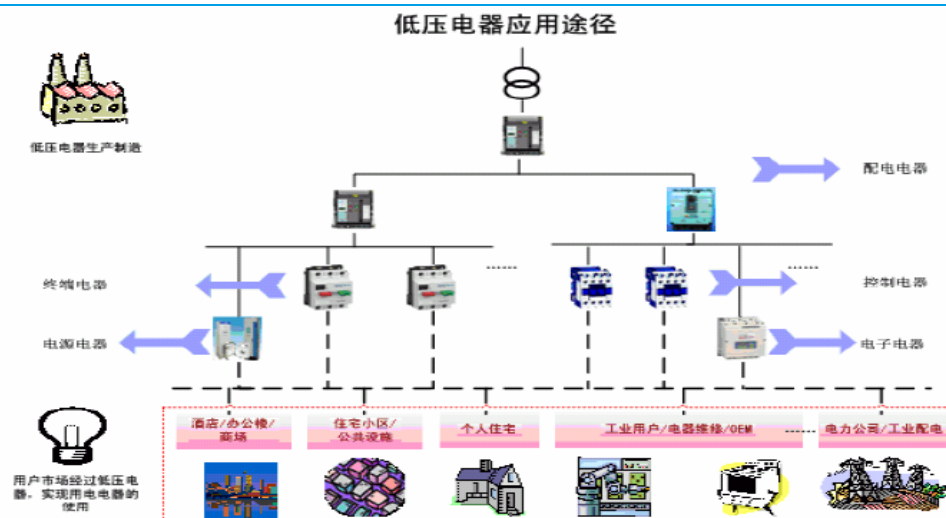 低压电器应用途径
低压电器生产制造
配电电器
终端电器
控制电器
电源电器
电子电器
酒店/办公楼/
商场
住宅小区/
公共设施
个人住宅
工业用户/电器维修/OEM
电力公司/工业配电
用户市场经过低压电
器，实现用电电器的
使用